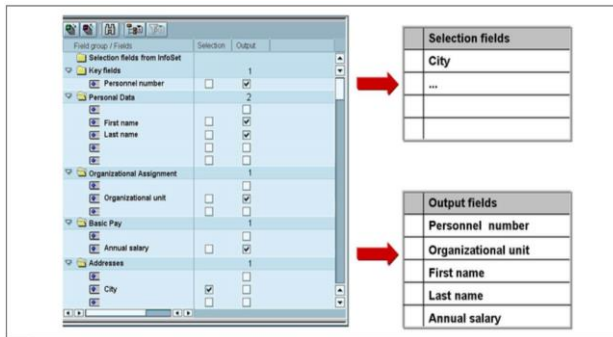 Field group / Fields Selection Output
Selection fields from InfoSet
Key fields 1
Personnel number
Personal Data 2
First name
Last name
Organizational Assignment 1
Organizational unit
Basic Pay 1
Annual salary
Addresses 1
City
Selection fields
City
...
Output fields
Personnel number
Organizational unit
First name
Last name
Annual salary